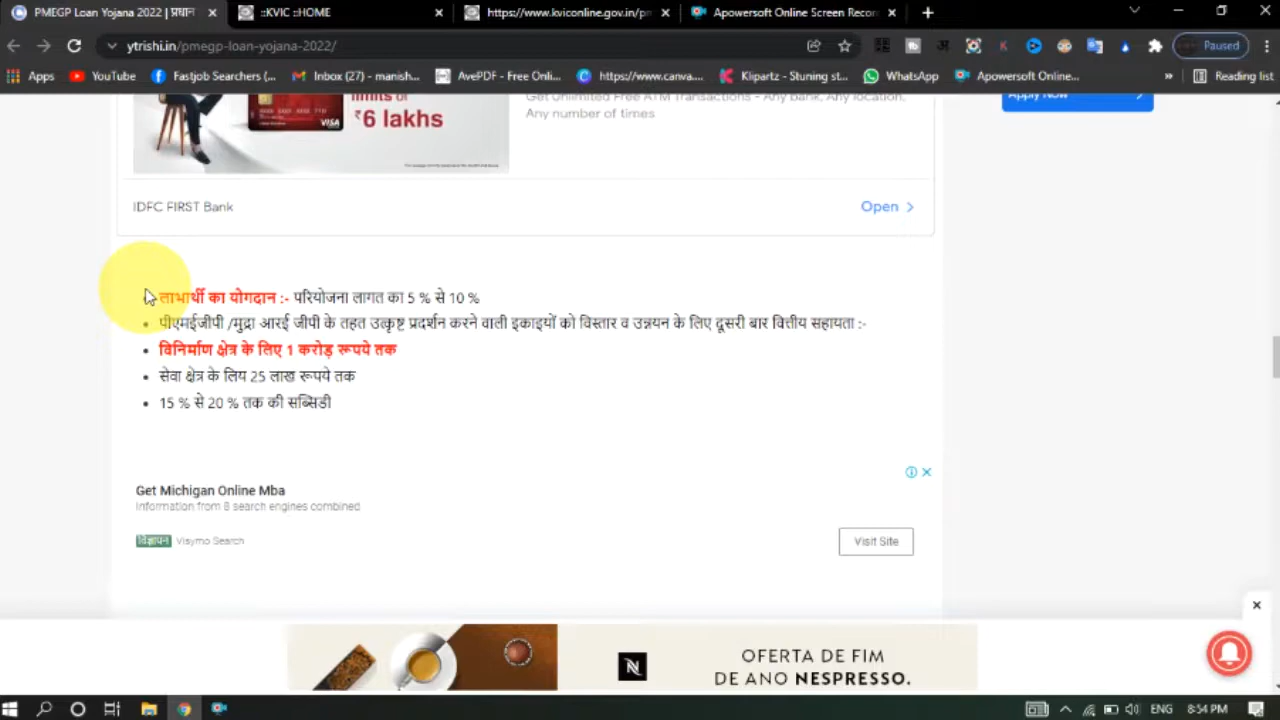 PMEGP Loan Yojana 2022 | प्रधान
::KVIC ::HOME
https://www.kviconline.gov.in/pm
Apowersoft Online Screen Recor
ytrishi.in/pmegp-loan-yojana-2022/
Paused
Apps
YouTube
Fastjob Searchers (...
Inbox (27) - manish...
AvePDF - Free Onli...
https://www.canva....
Klipartz - Stuning st...
WhatsApp
Apowersoft Online...
Reading list
limits of
₹6 lakhs
VISA
Get Unlimited Free ATM Transactions - Any bank, Any location,
Any number of times
Apply Now
IDFC FIRST Bank
Open
लाभार्थी का योगदान :- परियोजना लागत का 5 % से 10 %
पीएमईजीपी /मुद्रा आरई जीपी के तहत उत्कृष्ट प्रदर्शन करने वाली इकाइयों को विस्तार व उन्नयन के लिए दूसरी बार वित्तीय सहायता :-
विनिर्माण क्षेत्र के लिए 1 करोड़ रूपये तक
सेवा क्षेत्र के लिय 25 लाख रूपये तक
15 % से 20 % तक की सब्सिडी
Get Michigan Online Mba
Information from 8 search engines combined
विज्ञापन Visymo Search
Visit Site
OFERTA DE FIM
DE ANO NESPRESSO.
ENG
8:54 PM